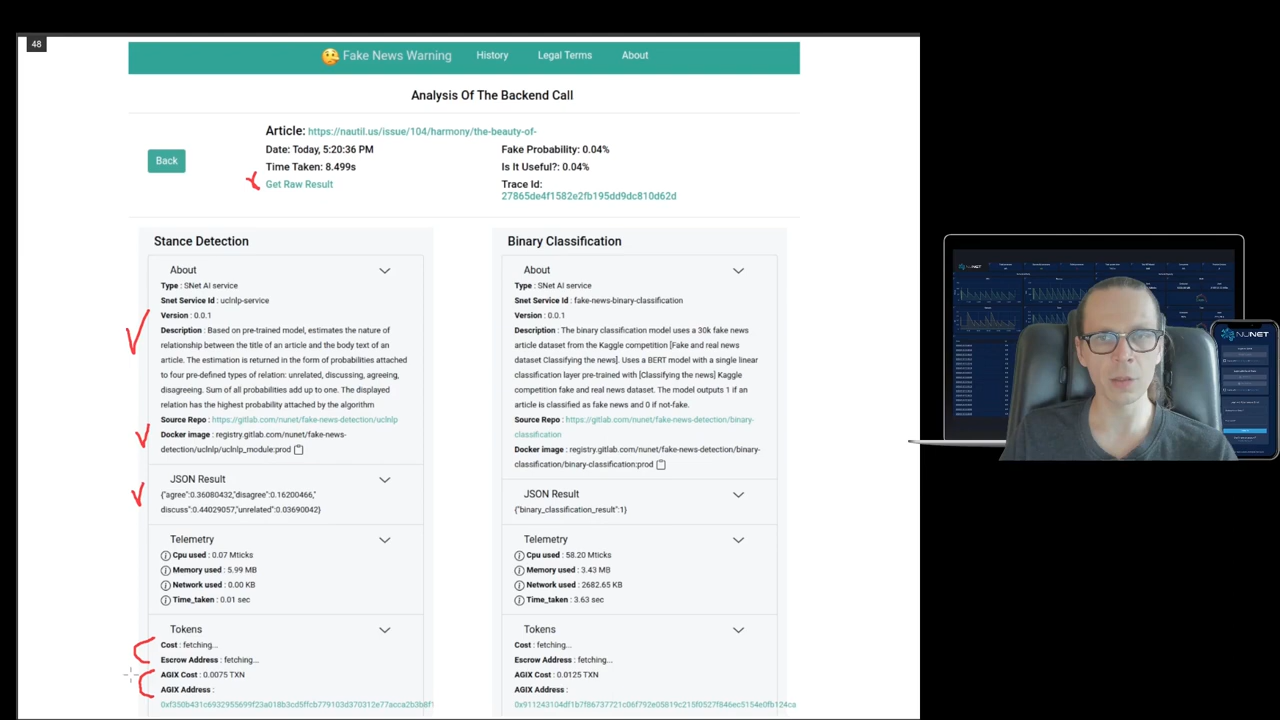 48
Fake News Warning
History
Legal Terms
About
Analysis Of The Backend Call
Back
Article: https://nautil.us/issue/104/harmony/the-beauty-of-
Date: Today, 5:20:36 PM
Time Taken: 8.499s
Get Raw Result
Fake Probability: 0.04%
Is It Useful?: 0.04%
Trace Id:
27865de4f1582e2fb195dd9dc810d62d
Stance Detection
About
Type : SNet AI service
Snet Service Id : uclnlp-service
Version : 0.0.1
Description : Based on pre-trained model, estimates the nature of
relationship between the title of an article and the body text of an
article. The estimation is returned in the form of probabilities attached
to four pre-defined types of relation: unrelated, discussing, agreeing,
disagreeing. Sum of all probabilities add up to one. The displayed
relation has the highest probability attached by the algorithm
Source Repo : https://gitlab.com/nunet/fake-news-detection/uclnlp
Docker image : registry.gitlab.com/nunet/fake-news-
detection/uclnlp/uclnlp_module:prod
JSON Result
{"agree":0.36080432,"disagree":0.16200466,"
discuss":0.44029057,"unrelated":0.03690042}
Telemetry
Cpu used : 0.07 Mticks
Memory used : 5.99 MB
Network used : 0.00 KB
Time_taken : 0.01 sec
Tokens
Cost : fetching...
Escrow Address : fetching...
AGIX Cost : 0.0075 TXN
AGIX Address :
0xf350b431c6932955699f23a018b3cd5ffcb779103d370312e77acca2b3b8f1
Binary Classification
About
Type : SNet AI service
Snet Service Id : fake-news-binary-classification
Version : 0.0.1
Description : The binary classification model uses a 30k fake news
article dataset from the Kaggle competition [Fake and real news
dataset Classifying the news]. Uses a BERT model with a single linear
classification layer pre-trained with [Classifying the news] Kaggle
competition fake and real news dataset. The model outputs 1 if an
article is classified as fake news and 0 if not-fake.
Source Repo : https://gitlab.com/nunet/fake-news-detection/binary-
classification
Docker image : registry.gitlab.com/nunet/fake-news-detection/binary-
classification/binary-classification:prod
JSON Result
{"binary_classification_result":1}
Telemetry
Cpu used : 58.20 Mticks
Memory used : 3.43 MB
Network used : 2682.65 KB
Time_taken : 3.63 sec
Tokens
Cost : fetching...
Escrow Address : fetching...
AGIX Cost : 0.0125 TXN
AGIX Address :
0x911243104df1b7f86737721c06f792e05819c215f0527f846ec5154e0fb124ca
NUNET